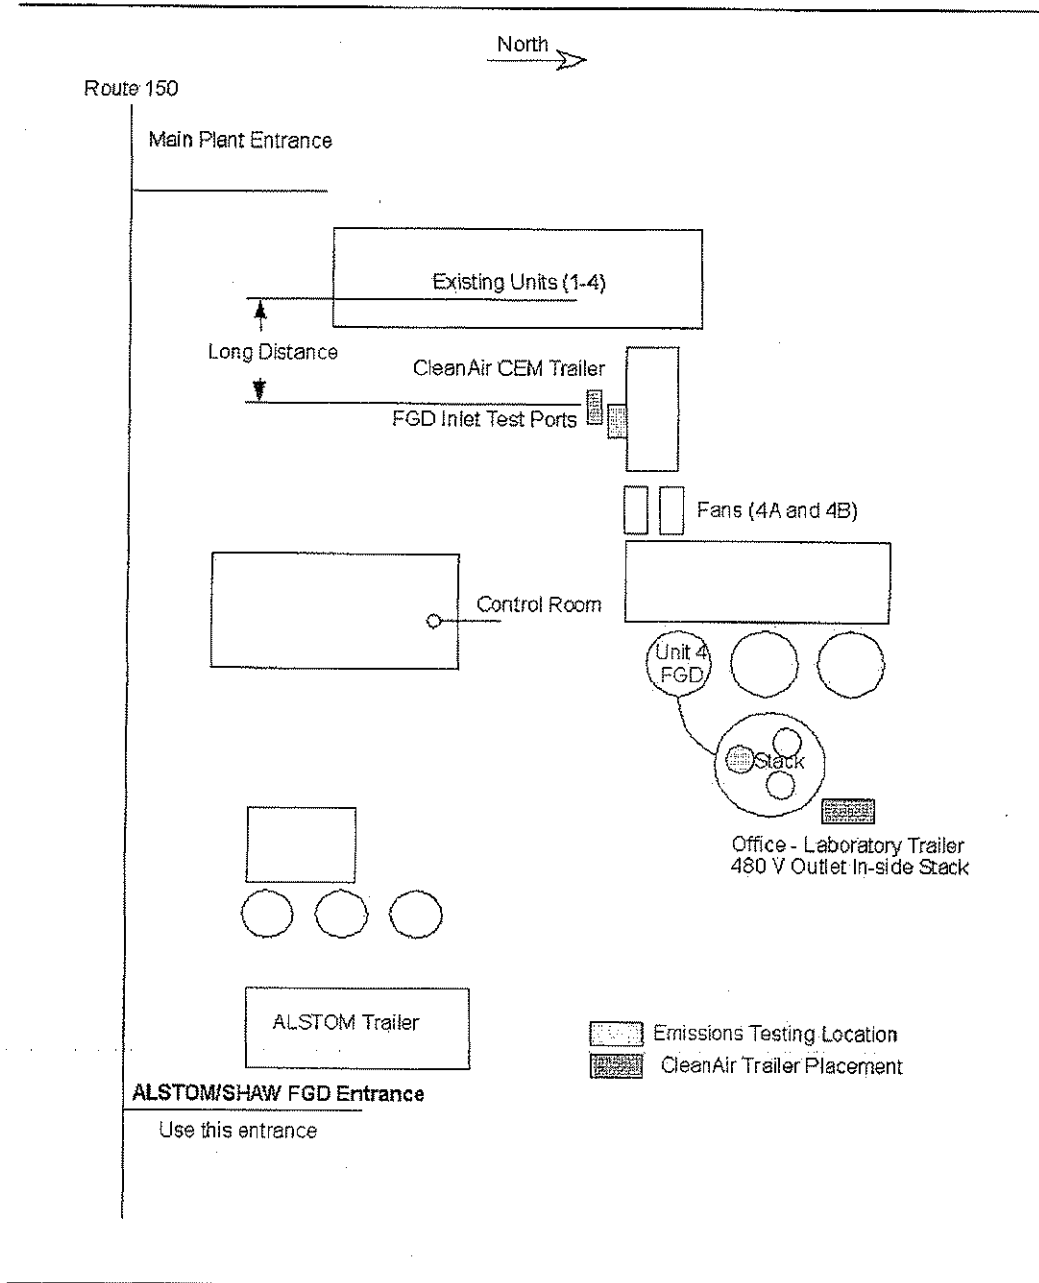 North
Route 150
Main Plant Entrance
Existing Units (1-4)
Long Distance
CleanAir CEM Trailer
FGD Inlet Test Ports
Fans (4A and 4B)
Control Room
Unit 4
FGD
Stack
Office - Laboratory Trailer
480 V Outlet In-side Stack
ALSTOM Trailer
Emissions Testing Location
CleanAir Trailer Placement
ALSTOM/SHAW FGD Entrance
Use this entrance